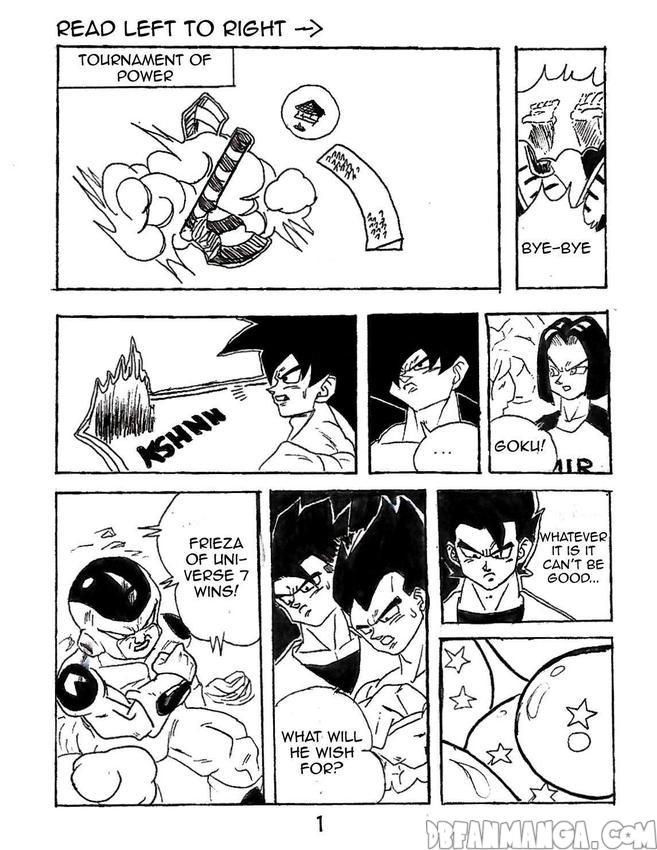 READ LEFT TO RIGHT -->
TOURNAMENT OF
POWER
BYE-BYE
KSHNN
...
GOKU!
AIR
FRIEZA
OF UNI-
VERSE 7
WINS!
WHAT WILL
HE WISH
FOR?
WHATEVER
IT IS IT
CAN'T BE
GOOD...
1
DBFANMANGA.COM